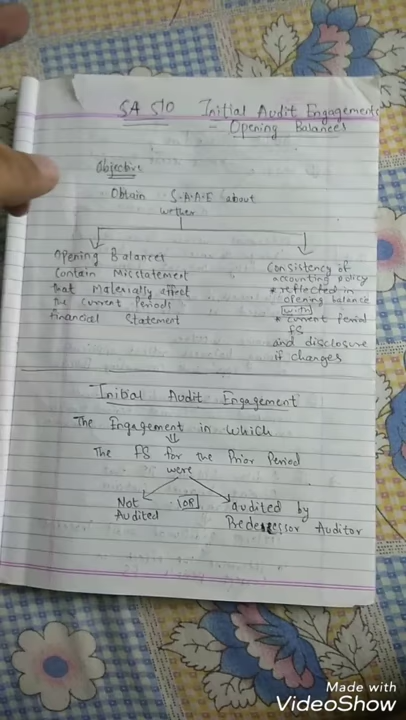 SA 510 Initial Audit Engagements
- Opening Balances
Objective
Obtain S.A.A.E about
wether
Opening Balances
Contain Misstatement
that Materially affect
the current Periods
financial Statement
Consistency of
accounting policy
* reflected in
opening balance
with
* current period
FS
and disclosure
if changes
Initial Audit Engagement
The Engagement in which
The FS for the Prior Period
were
Not
Audited
OR
audited by
Predecessor Auditor
Made with
VideoShow